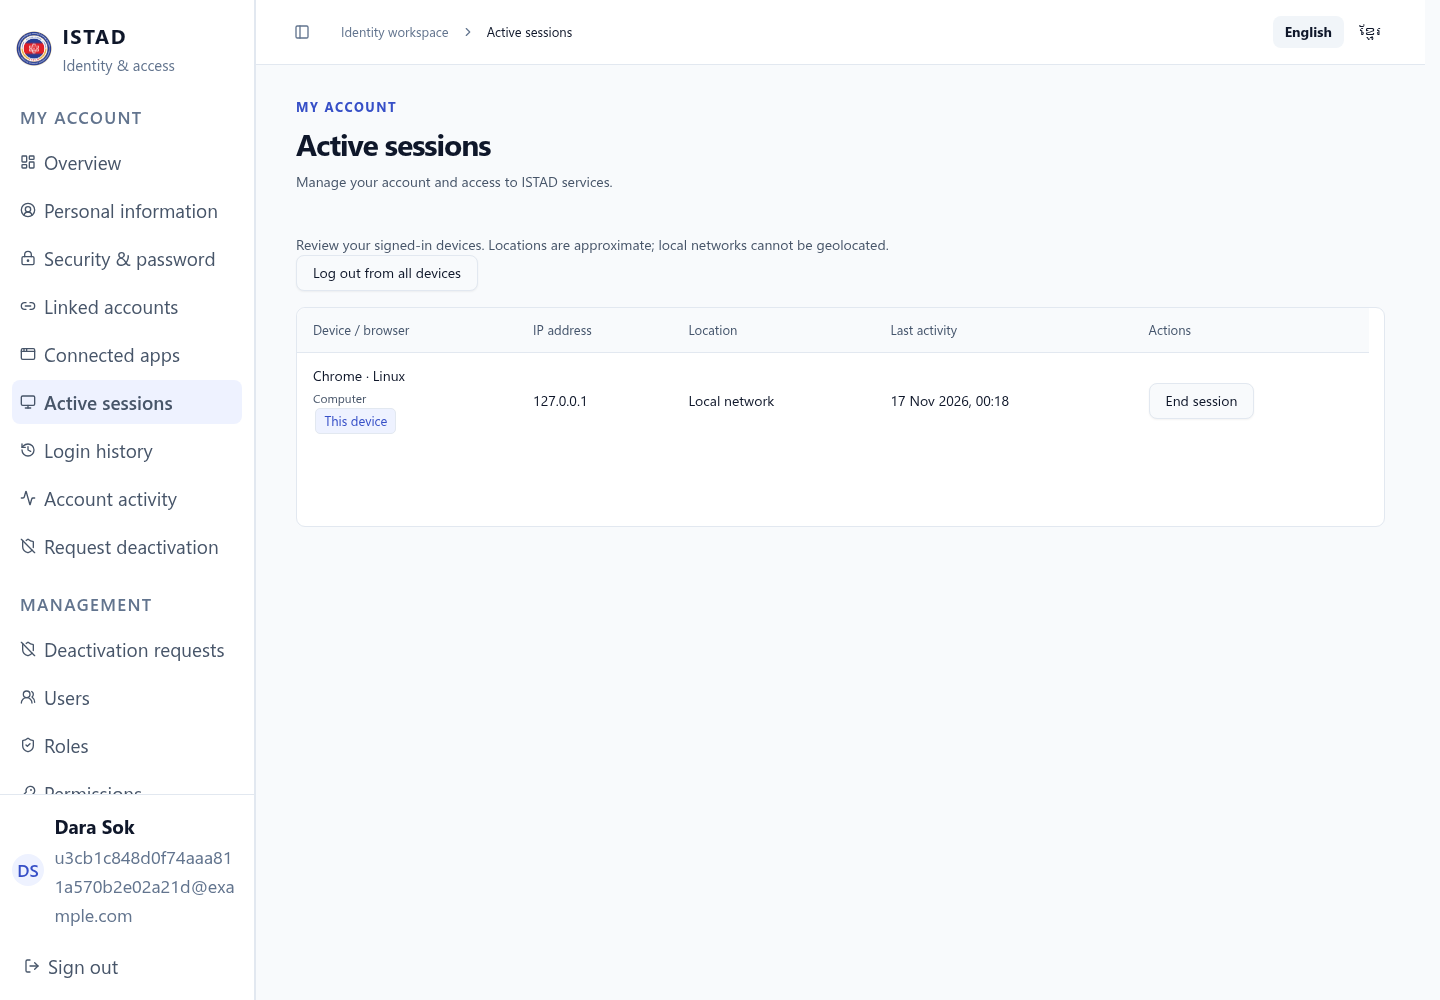 ISTAD
Identity & access
MY ACCOUNT
Overview
Personal information
Security & password
Linked accounts
Connected apps
Active sessions
Login history
Account activity
Request deactivation
MANAGEMENT
Deactivation requests
Users
Roles
Permissions
DS
Dara Sok
u3cb1c848d0f74aaa81
1a570b2e02a21d@exa
mple.com
Sign out
Identity workspace
Active sessions
English
ខ្មែរ
MY ACCOUNT
Active sessions
Manage your account and access to ISTAD services.
Review your signed-in devices. Locations are approximate; local networks cannot be geolocated.
Log out from all devices
Device / browser IP address Location Last activity Actions
Chrome · Linux
Computer
This device
127.0.0.1 Local network 17 Nov 2026, 00:18 End session